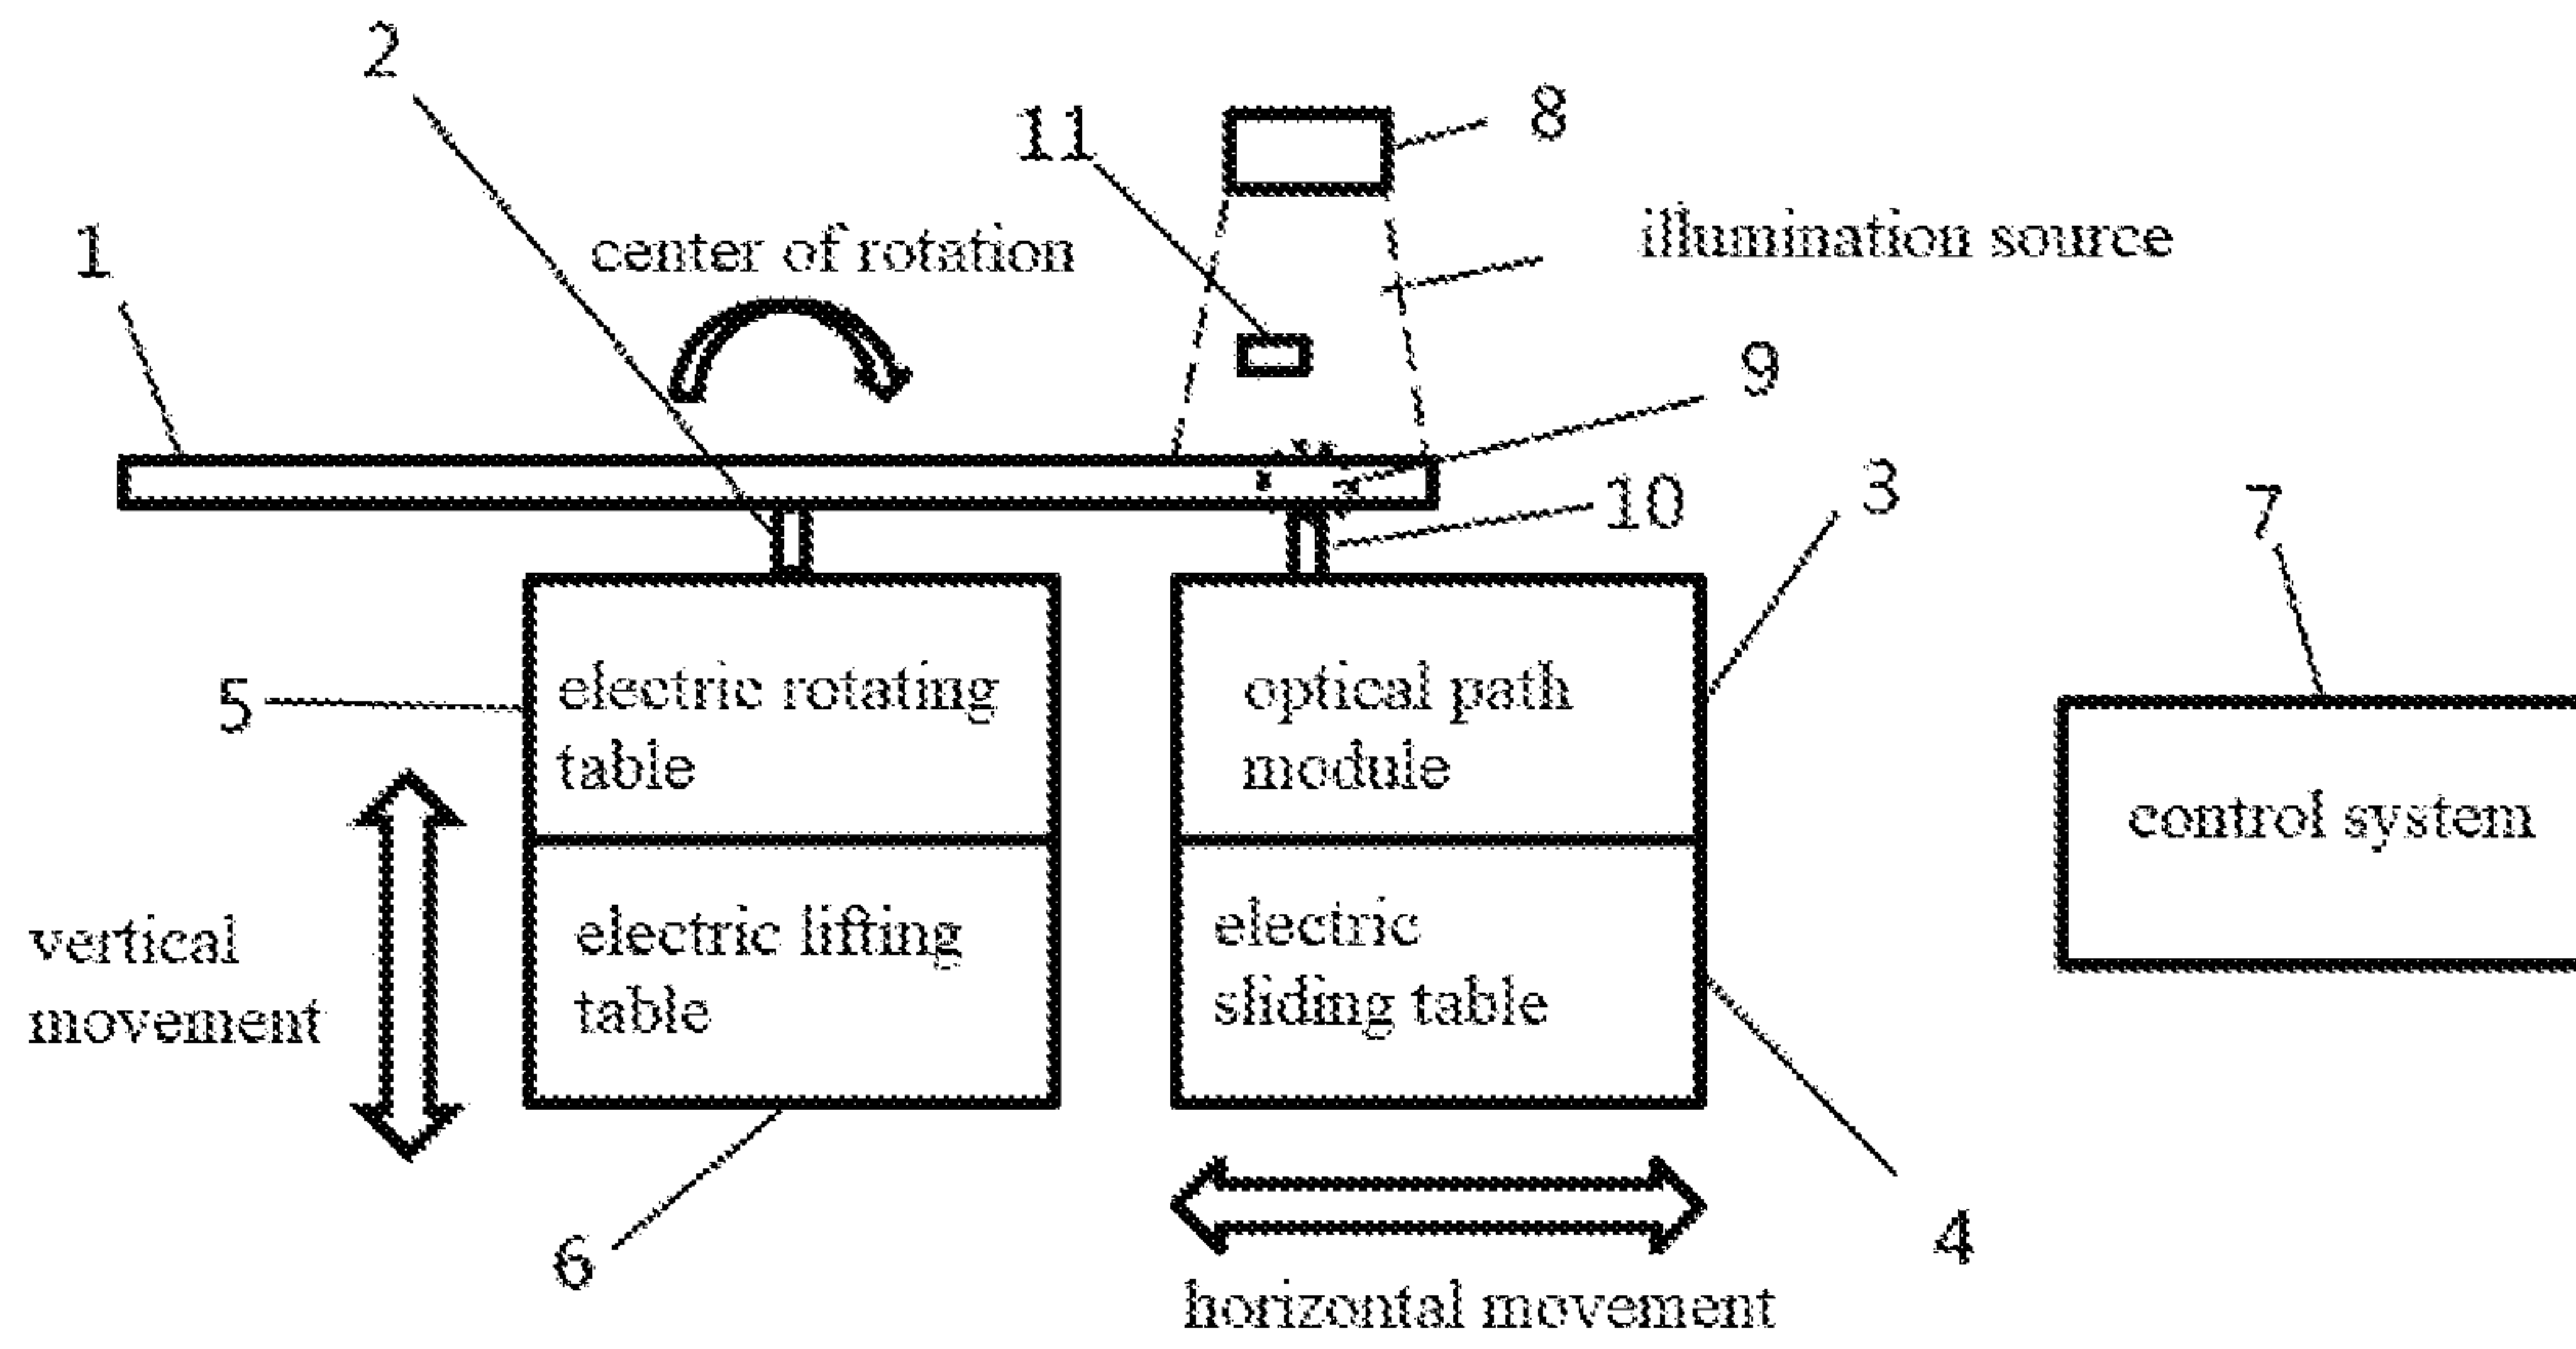 2
8
11
illumination source
center of rotation
1
9
3
10
7
electric rotating
table
5
optical path
module
control system
vertical
movement
electric lifting
table
electric
sliding table
6
4
horizontal movement